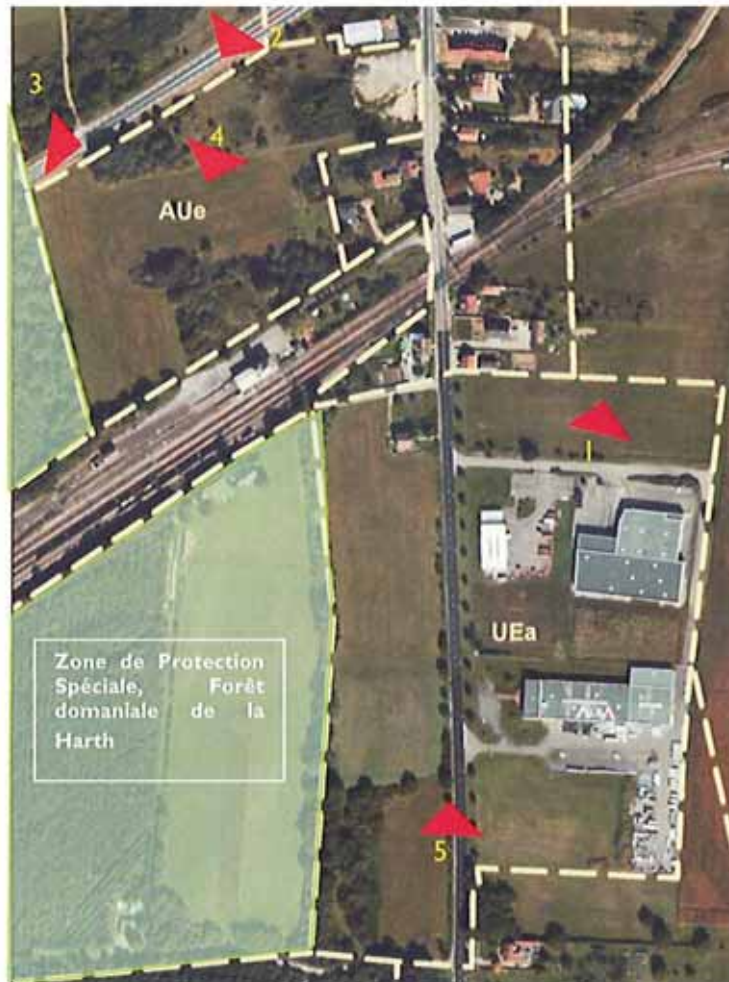 2
3
4
AUe
1
UEa
Zone de Protection
Spéciale, Forêt
domaniale de la
Harth
5